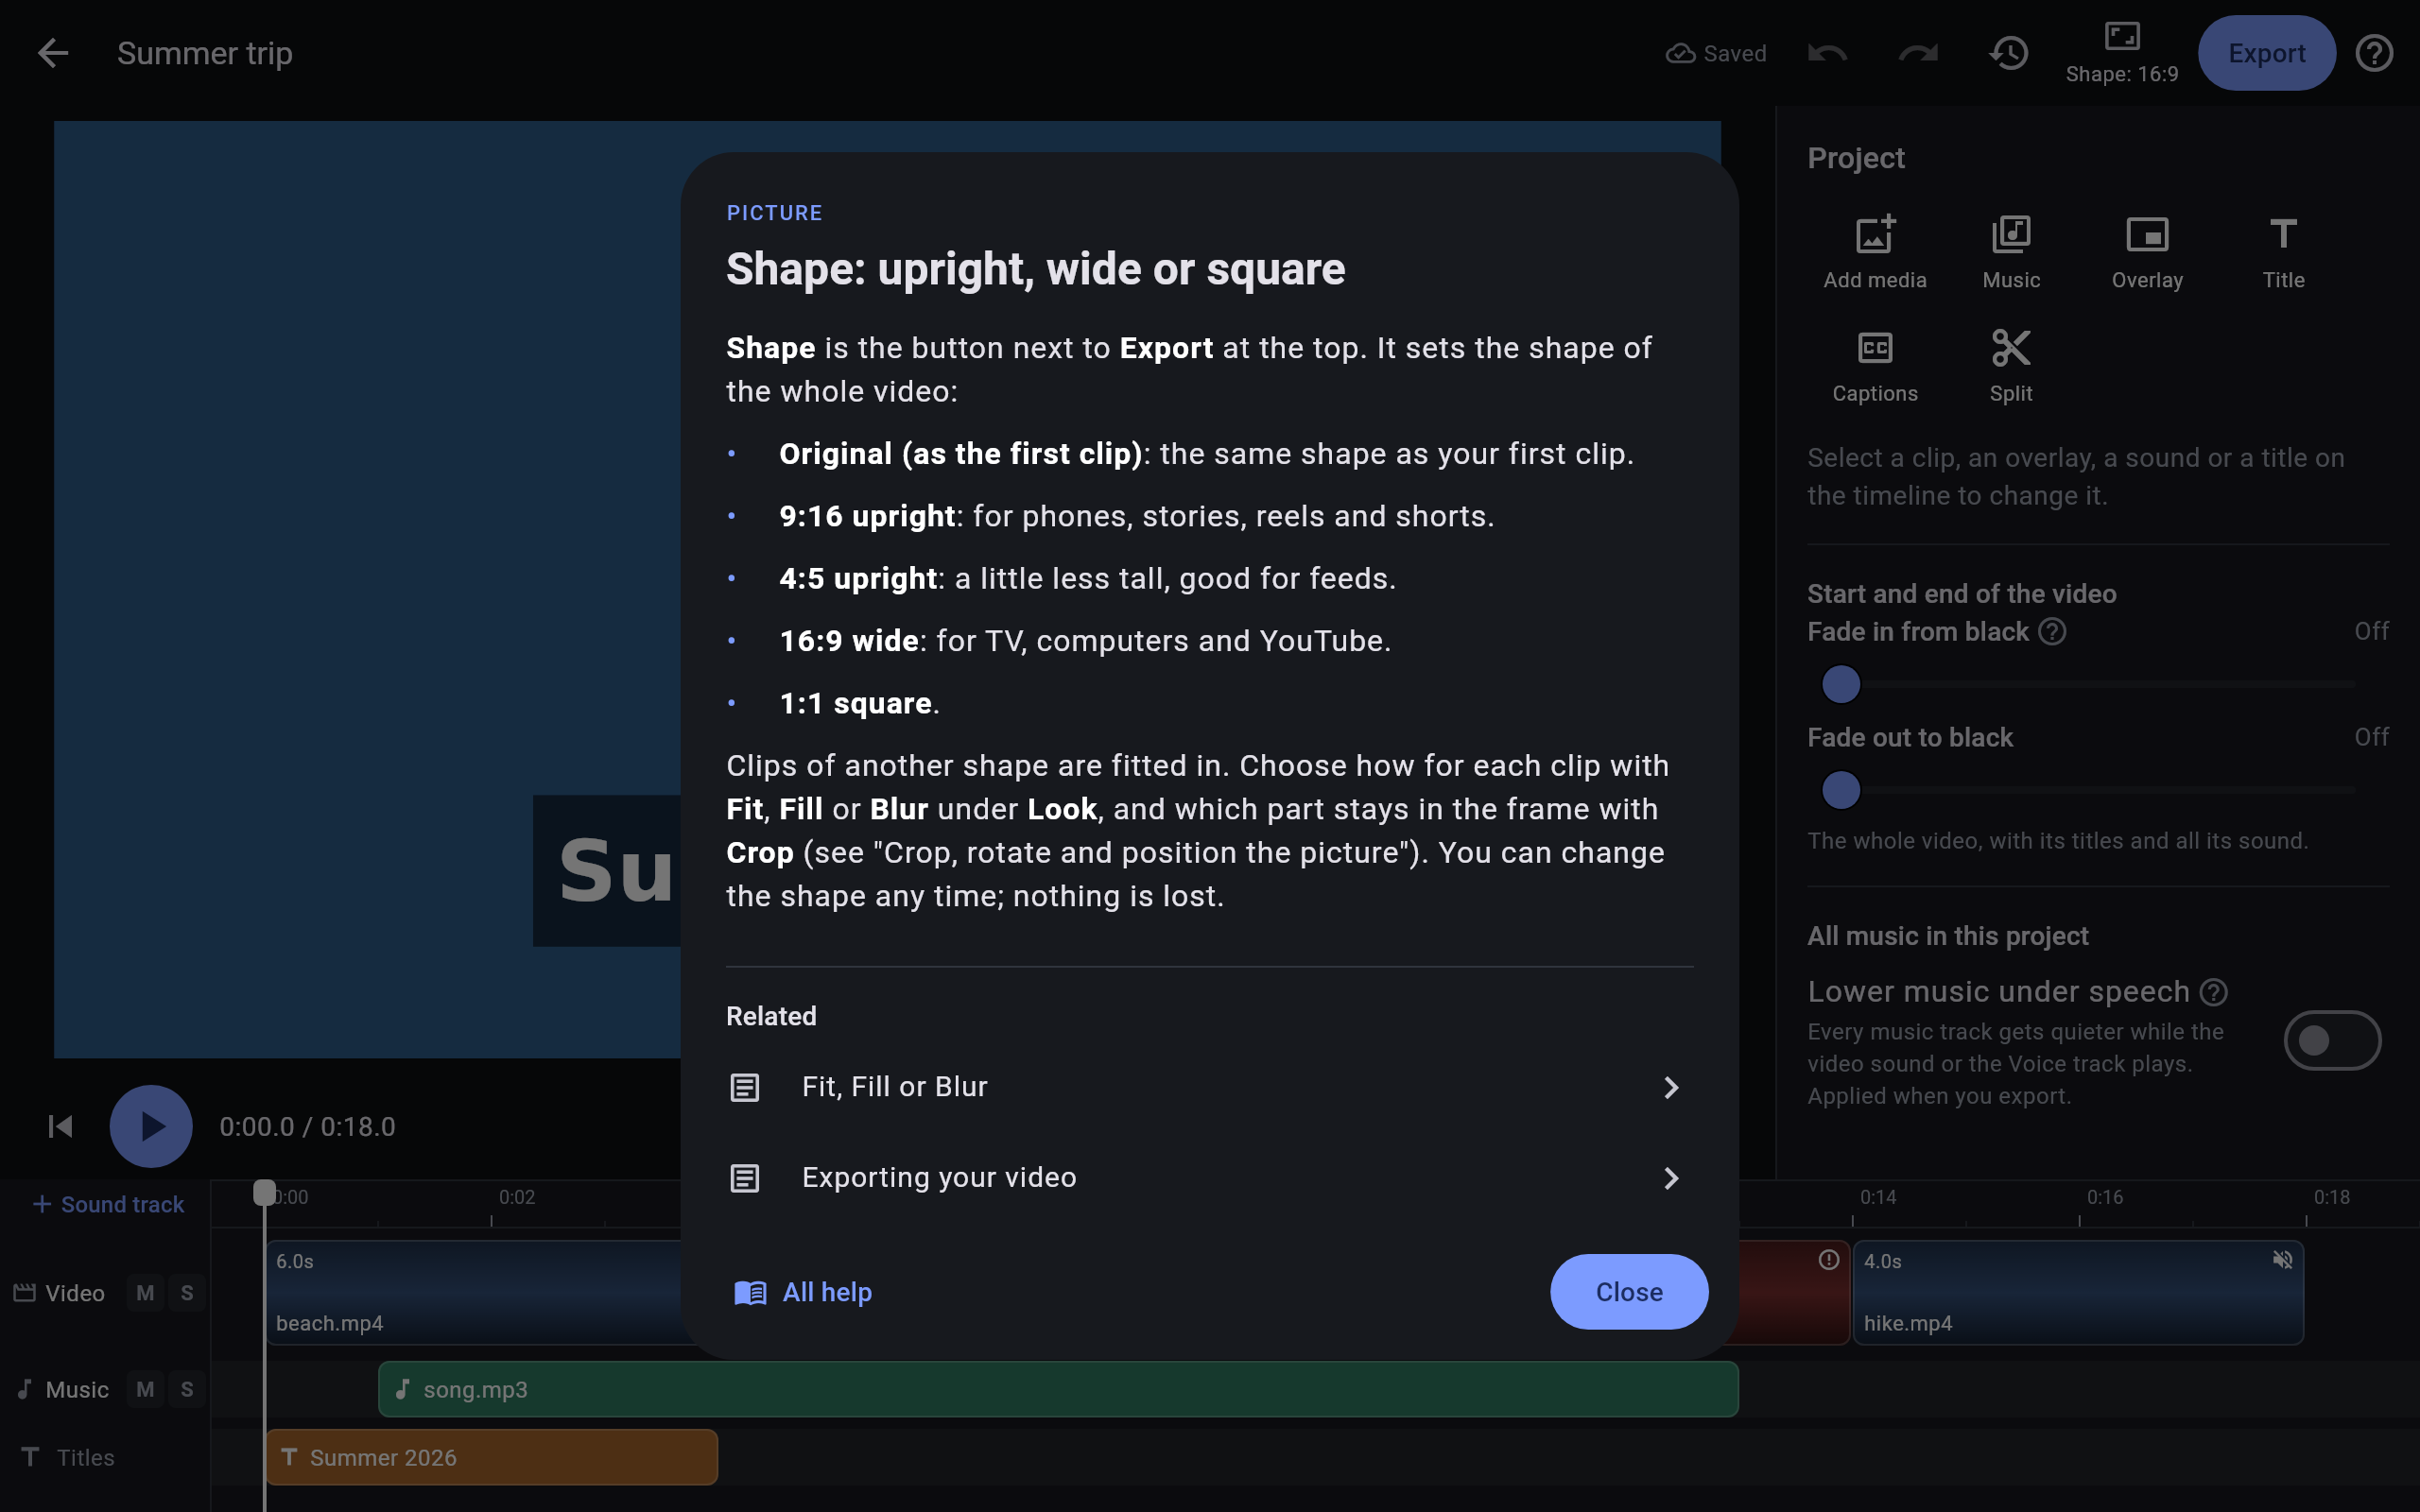 Summer trip
Saved
Shape: 16:9
Export
PICTURE
Shape: upright, wide or square
Shape is the button next to Export at the top. It sets the shape of
the whole video:
• Original (as the first clip): the same shape as your first clip.
• 9:16 upright: for phones, stories, reels and shorts.
• 4:5 upright: a little less tall, good for feeds.
• 16:9 wide: for TV, computers and YouTube.
• 1:1 square.
Clips of another shape are fitted in. Choose how for each clip with
Fit, Fill or Blur under Look, and which part stays in the frame with
Crop (see "Crop, rotate and position the picture"). You can change
the shape any time; nothing is lost.
Related
Fit, Fill or Blur
Exporting your video
All help
Close
Su
Project
Add media
Music
Overlay
Title
Captions
Split
Select a clip, an overlay, a sound or a title on
the timeline to change it.
Start and end of the video
Fade in from black
Off
Fade out to black
Off
The whole video, with its titles and all its sound.
All music in this project
Lower music under speech
Every music track gets quieter while the
video sound or the Voice track plays.
Applied when you export.
0:00.0 / 0:18.0
+ Sound track
0:00
0:02
0:14
0:16
0:18
Video
M
S
6.0s
beach.mp4
4.0s
hike.mp4
Music
M
S
song.mp3
Titles
Summer 2026